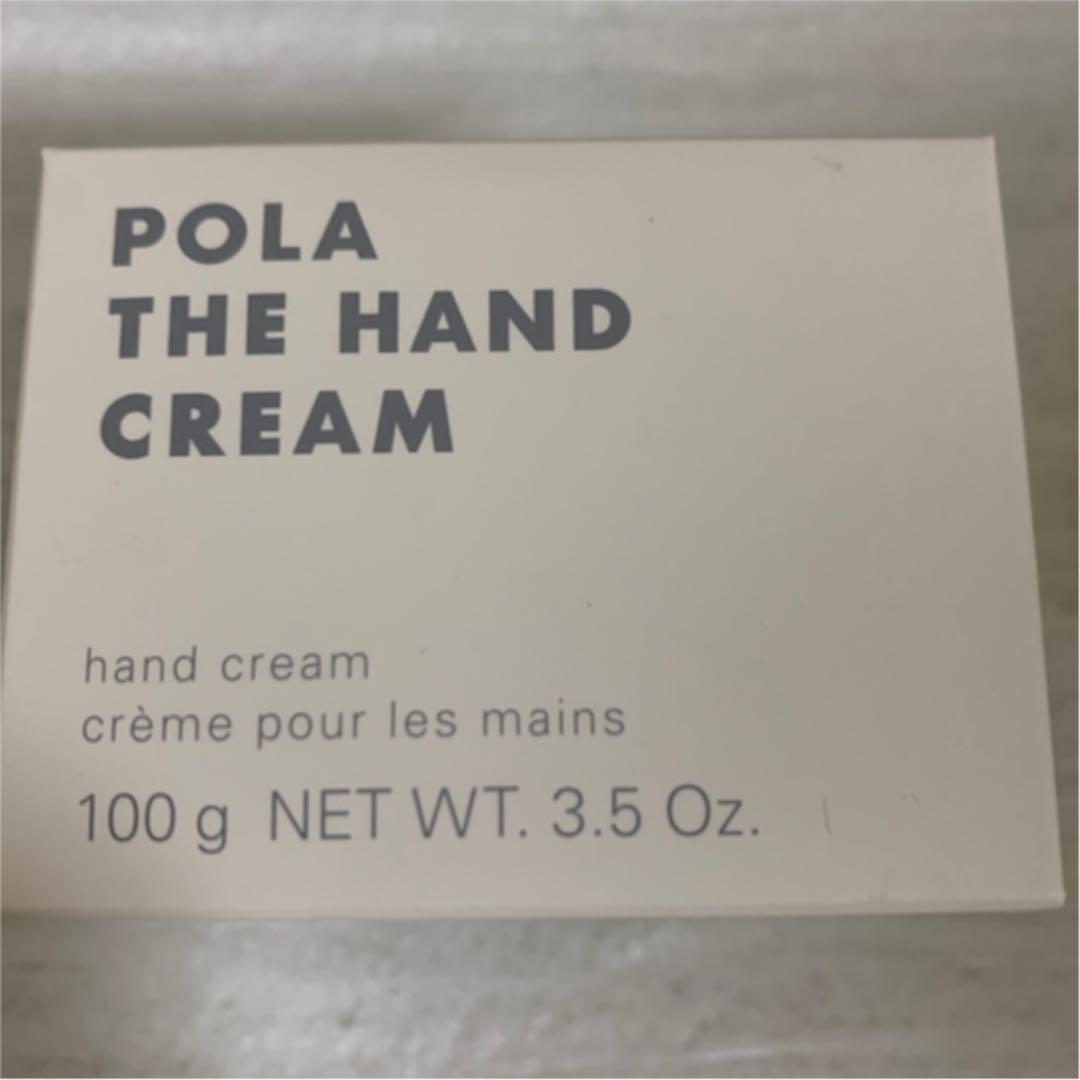 POLA
THE HAND
CREAM
hand cream
crème pour les mains
100 g NET WT. 3.5 Oz.